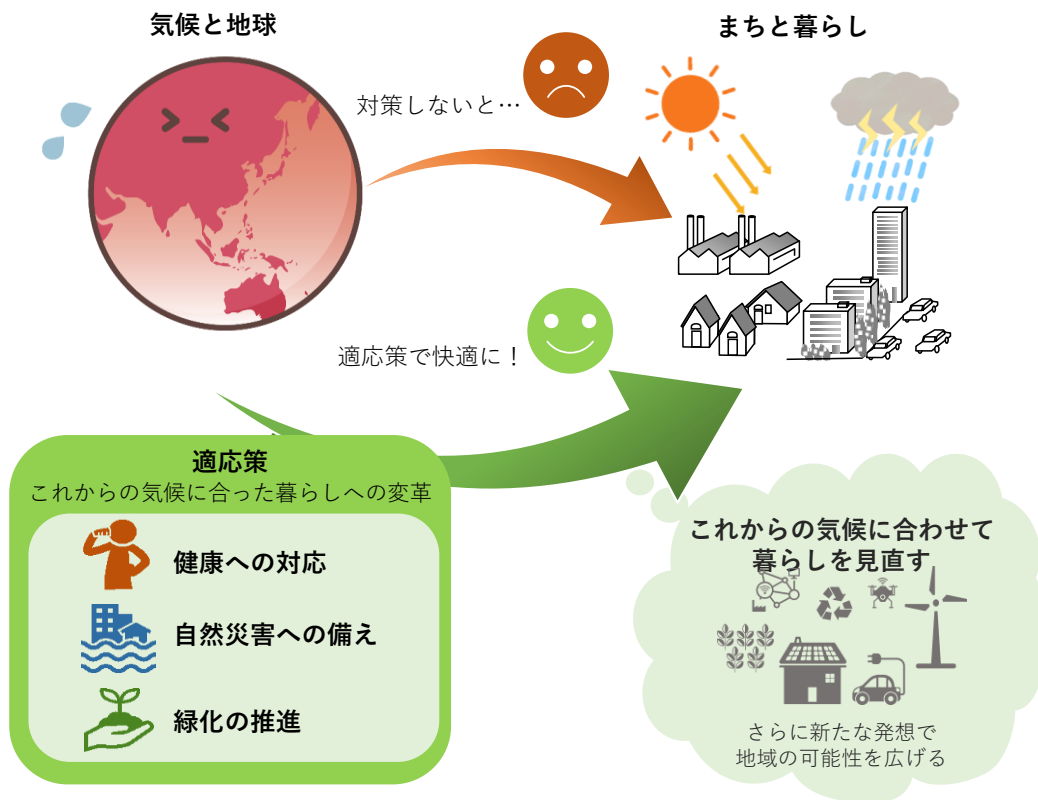 気候と地球
まちと暮らし
対策しないと…
適応策で快適に！
適応策
これからの気候に合った暮らしへの変革
健康への対応
自然災害への備え
緑化の推進
これからの気候に合わせて
暮らしを見直す
さらに新たな発想で
地域の可能性を広げる